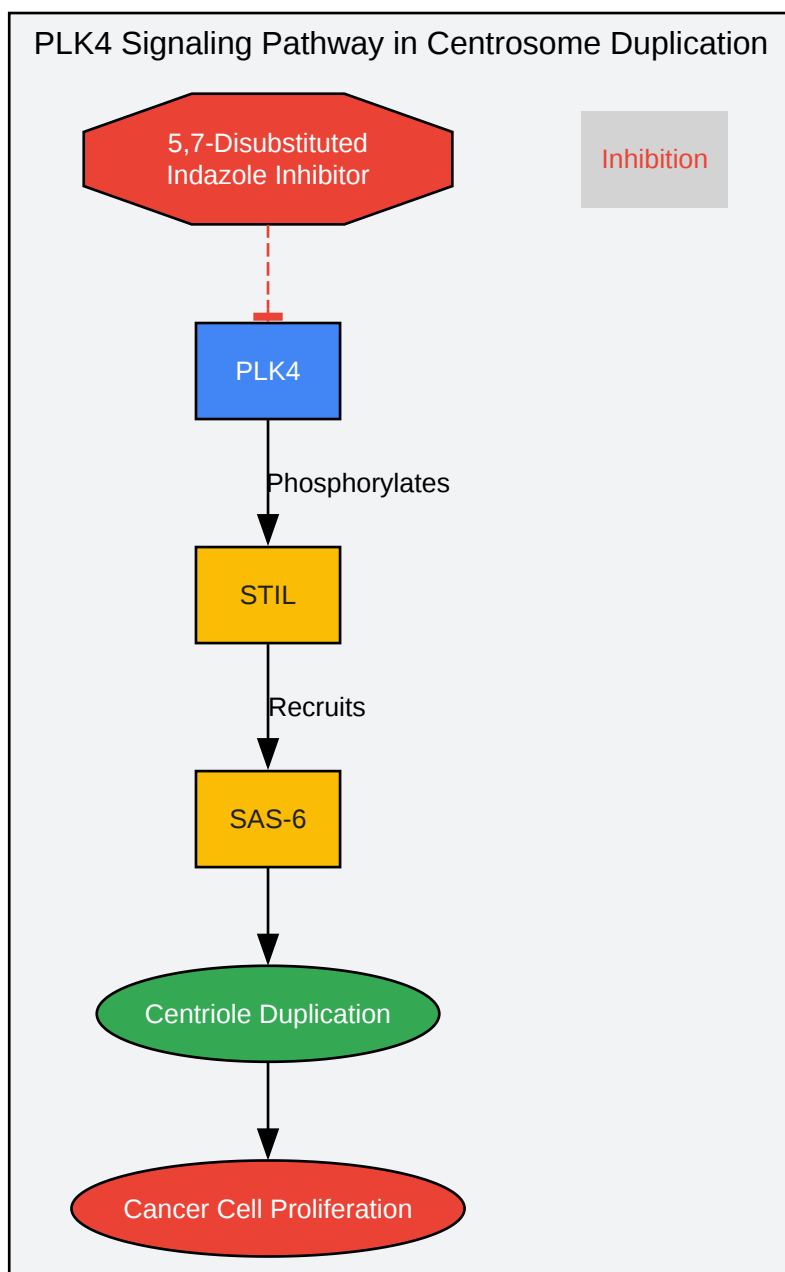 PLK4 Signaling Pathway in Centrosome Duplication
5,7-Disubstituted
Indazole Inhibitor
Inhibition
PLK4
Phosphorylates
STIL
Recruits
SAS-6
Centriole Duplication
Cancer Cell Proliferation